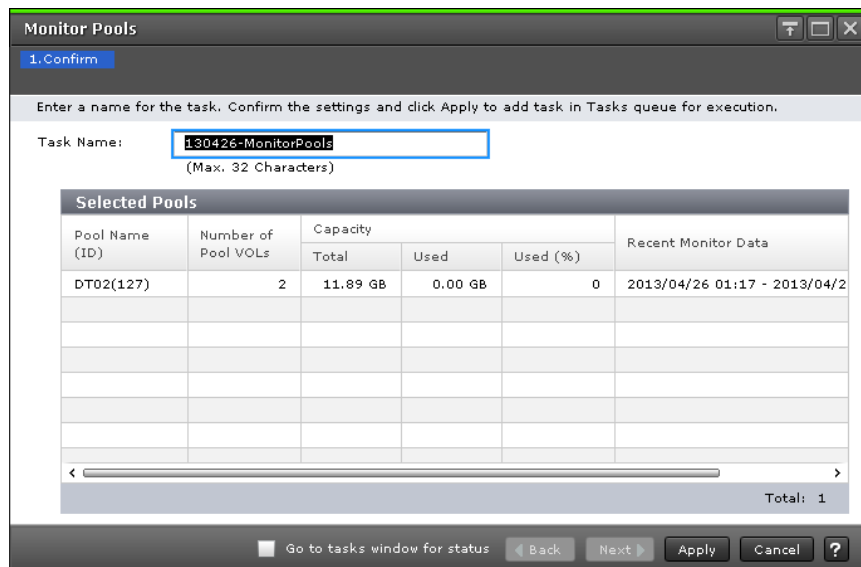 Monitor Pools
1.Confirm
Enter a name for the task. Confirm the settings and click Apply to add task in Tasks queue for execution.
Task Name: 130426-MonitorPools
(Max. 32 Characters)
Selected Pools
Pool Name (ID) Number of Pool VOLs Capacity Recent Monitor Data
Total Used Used (%)
DT02(127) 2 11.89 GB 0.00 GB 0 2013/04/26 01:17 - 2013/04/2
Total: 1
Go to tasks window for status Back Next Apply Cancel ?